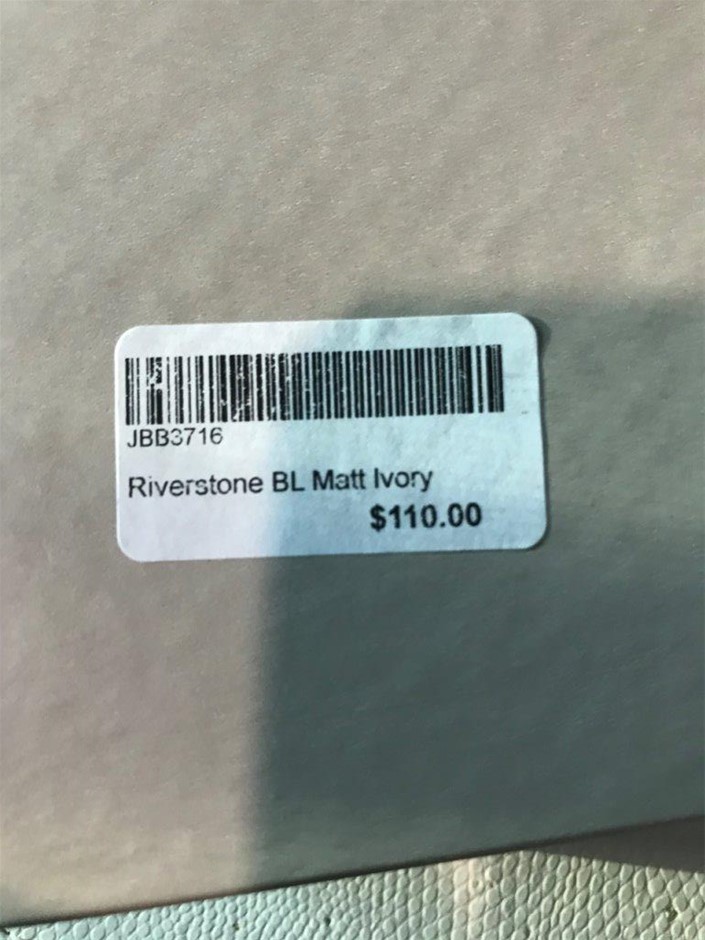 JBB3716
Riverstone BL Matt Ivory
$110.00